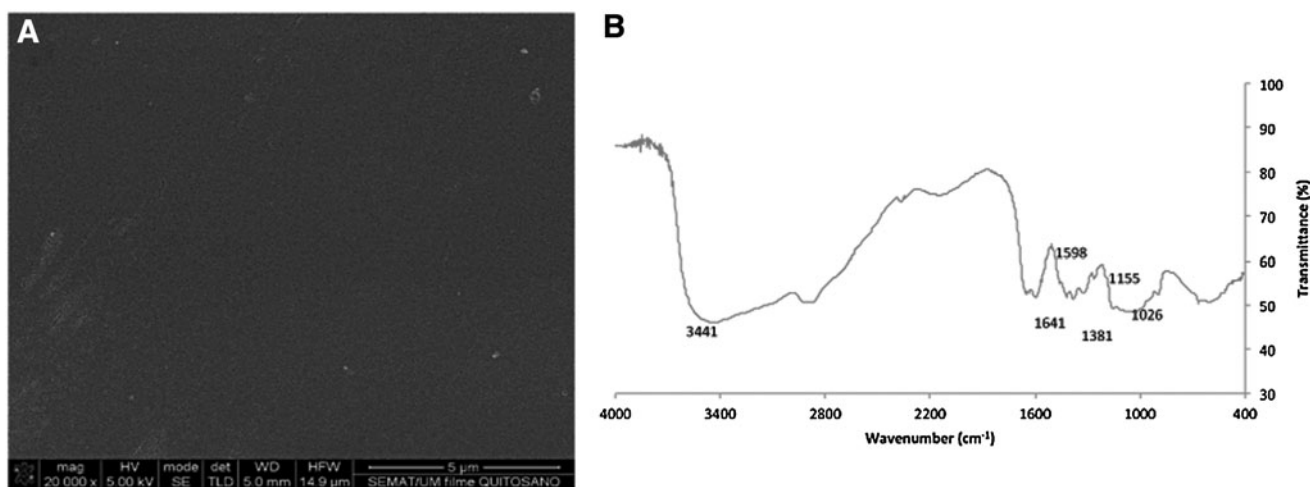 A
mag HV mode det WD HFW 5 µm
20 000 x 5.00 kV SE TLD 5.0 mm 14.9 µm SEMAT/UM filme QUITOSANO
B
100
90
80
70
60
50
40
30
Transmittance (%)
3441
1598
1641
1155
1381
1026
4000 3400 2800 2200 1600 1000 400
Wavenumber (cm⁻¹)